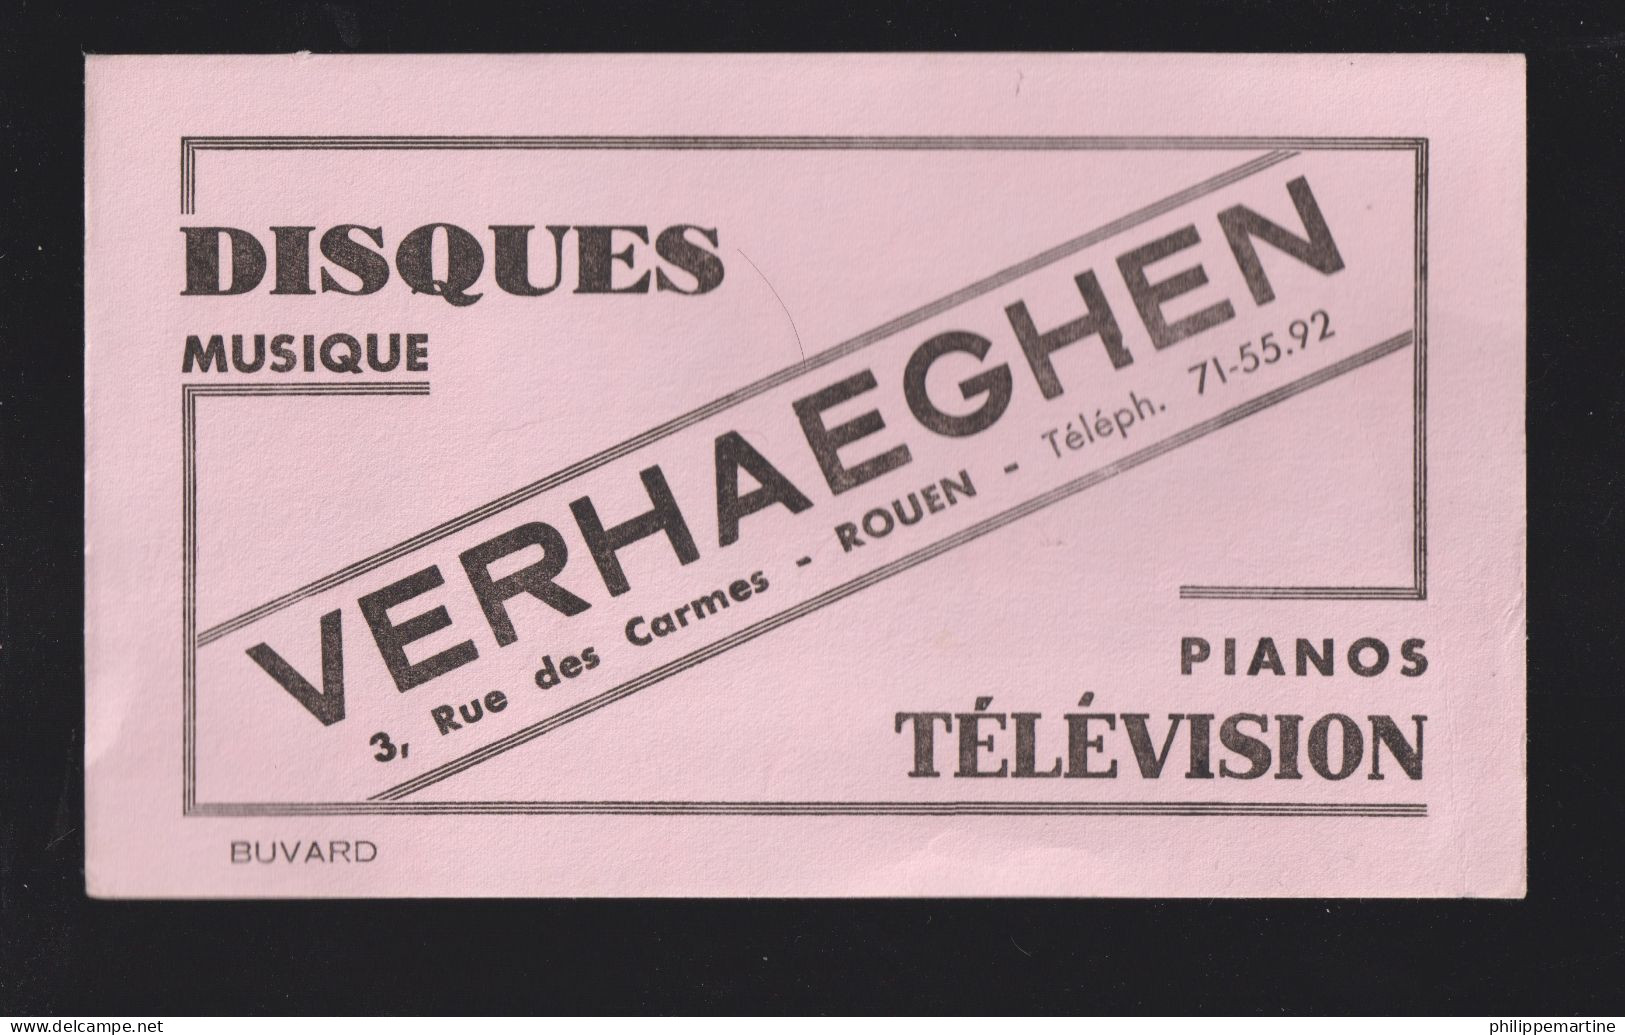 DISQUES
MUSIQUE
VERHAEGHEN
3, Rue des Carmes - ROUEN - Téléph. 71-55.92
PIANOS
TÉLÉVISION
BUVARD
www.delcampe.net
philippemartine